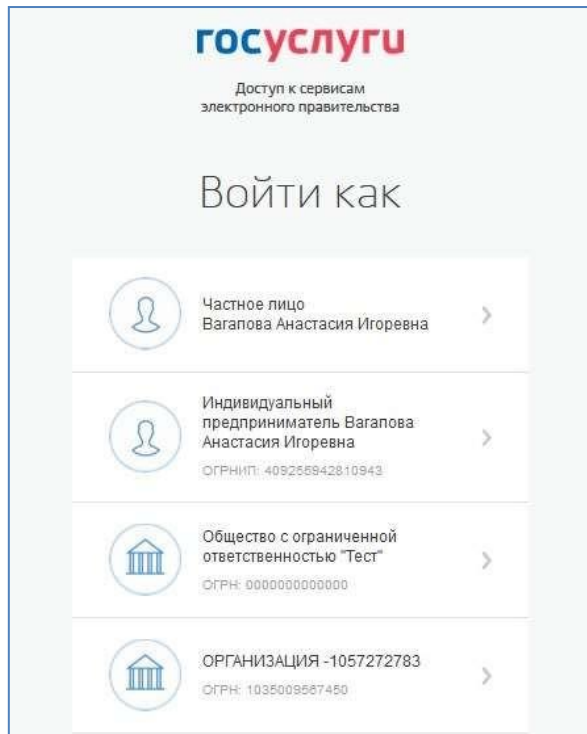 госуслуги
Доступ к сервисам
электронного правительства
Войти как
Частное лицо
Вагапова Анастасия Игоревна
Индивидуальный
предприниматель Вагапова
Анастасия Игоревна
ОГРНИП: 409256942810943
Общество с ограниченной
ответственностью "Тест"
ОГРН: 0000000000000
ОРГАНИЗАЦИЯ -1057272783
ОГРН: 1035009567450